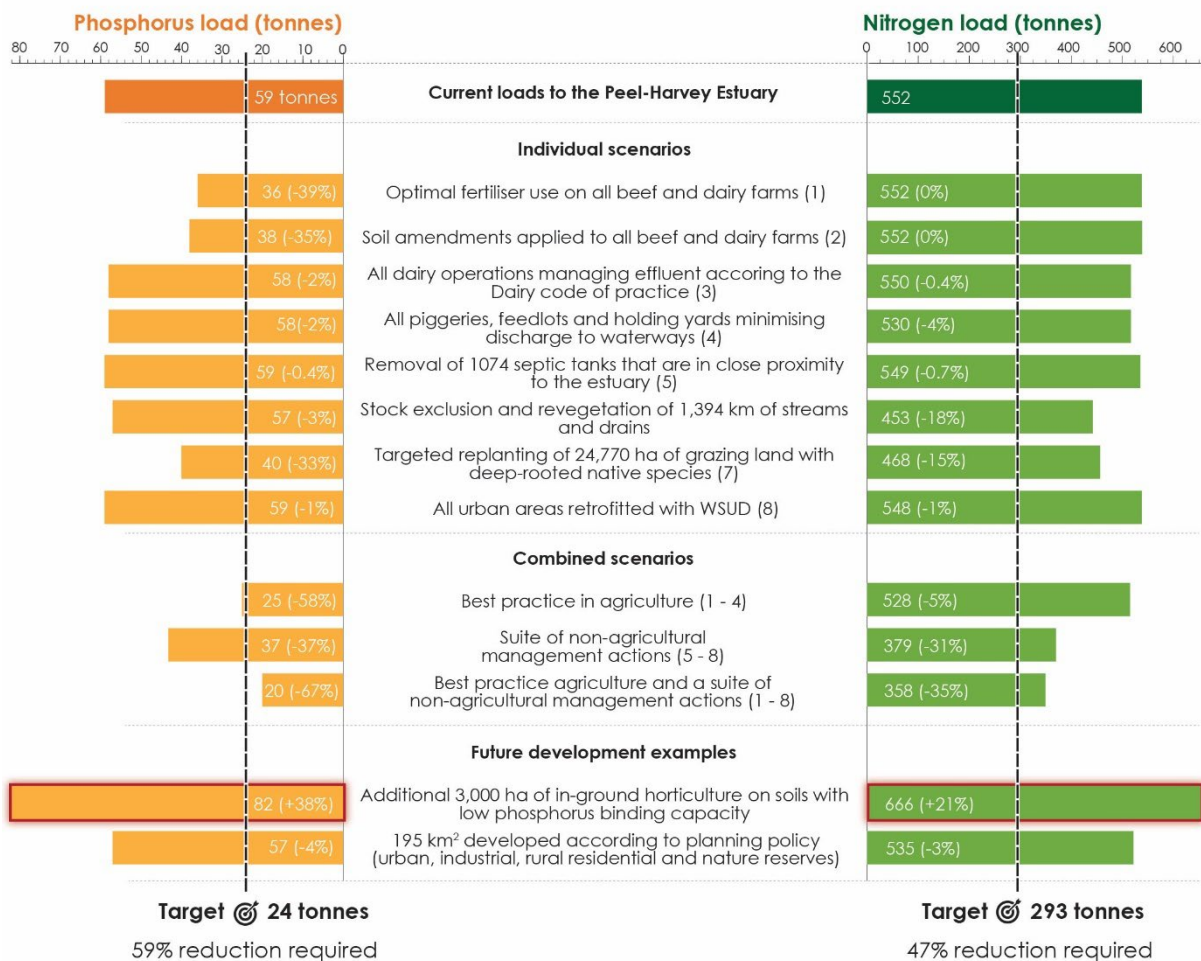 Phosphorus load (tonnes)
Nitrogen load (tonnes)
80 70 60 50 40 30 20 10 0
0 100 200 300 400 500 600
59 tonnes
Current loads to the Peel-Harvey Estuary
552
Individual scenarios
36 (-39%)
Optimal fertiliser use on all beef and dairy farms (1)
552 (0%)
38 (-35%)
Soil amendments applied to all beef and dairy farms (2)
552 (0%)
58 (-2%)
All dairy operations managing effluent accoring to the
Dairy code of practice (3)
550 (-0.4%)
58(-2%)
All piggeries, feedlots and holding yards minimising
discharge to waterways (4)
530 (-4%)
59 (-0.4%)
Removal of 1074 septic tanks that are in close proximity
to the estuary (5)
549 (-0.7%)
57 (-3%)
Stock exclusion and revegetation of 1,394 km of streams
and drains
453 (-18%)
40 (-33%)
Targeted replanting of 24,770 ha of grazing land with
deep-rooted native species (7)
468 (-15%)
59 (-1%)
All urban areas retrofitted with WSUD (8)
548 (-1%)
Combined scenarios
25 (-58%)
Best practice in agriculture (1 - 4)
528 (-5%)
37 (-37%)
Suite of non-agricultural
management actions (5 - 8)
379 (-31%)
20 (-67%)
Best practice agriculture and a suite of
non-agricultural management actions (1 - 8)
358 (-35%)
Future development examples
82 (+38%)
Additional 3,000 ha of in-ground horticulture on soils with
low phosphorus binding capacity
666 (+21%)
57 (-4%)
195 km² developed according to planning policy
(urban, industrial, rural residential and nature reserves)
535 (-3%)
Target 24 tonnes
59% reduction required
Target 293 tonnes
47% reduction required